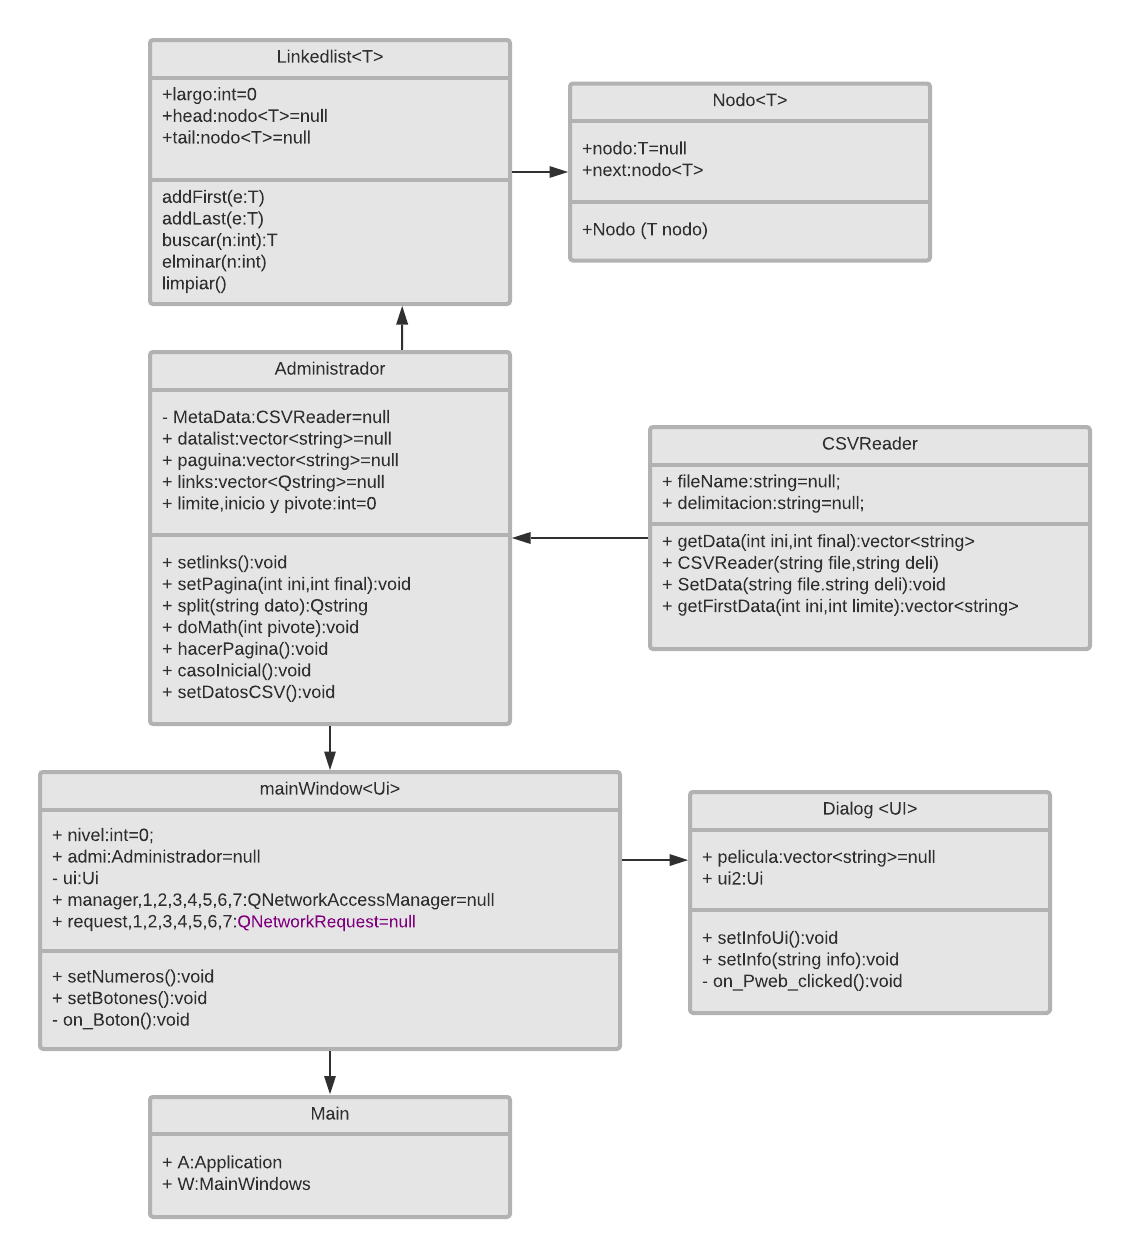 Linkedlist<T>
+largo:int=0
+head:nodo<T>=null
+tail:nodo<T>=null
addFirst(e:T)
addLast(e:T)
buscar(n:int):T
elminar(n:int)
limpiar()
Nodo<T>
+nodo:T=null
+next:nodo<T>
+Nodo (T nodo)
Administrador
- MetaData:CSVReader=null
+ datalist:vector<string>=null
+ paguina:vector<string>=null
+ links:vector<Qstring>=null
+ limite,inicio y pivote:int=0
+ setlinks():void
+ setPagina(int ini,int final):void
+ split(string dato):Qstring
+ doMath(int pivote):void
+ hacerPagina():void
+ casoInicial():void
+ setDatosCSV():void
CSVReader
+ fileName:string=null;
+ delimitacion:string=null;
+ getData(int ini,int final):vector<string>
+ CSVReader(string file,string deli)
+ SetData(string file.string deli):void
+ getFirstData(int ini,int limite):vector<string>
mainWindow<Ui>
+ nivel:int=0;
+ admi:Administrador=null
- ui:Ui
+ manager,1,2,3,4,5,6,7:QNetworkAccessManager=null
+ request,1,2,3,4,5,6,7:QNetworkRequest=null
+ setNumeros():void
+ setBotones():void
- on_Boton():void
Dialog <UI>
+ pelicula:vector<string>=null
+ ui2:Ui
+ setInfoUi():void
+ setInfo(string info):void
- on_Pweb_clicked():void
Main
+ A:Application
+ W:MainWindows